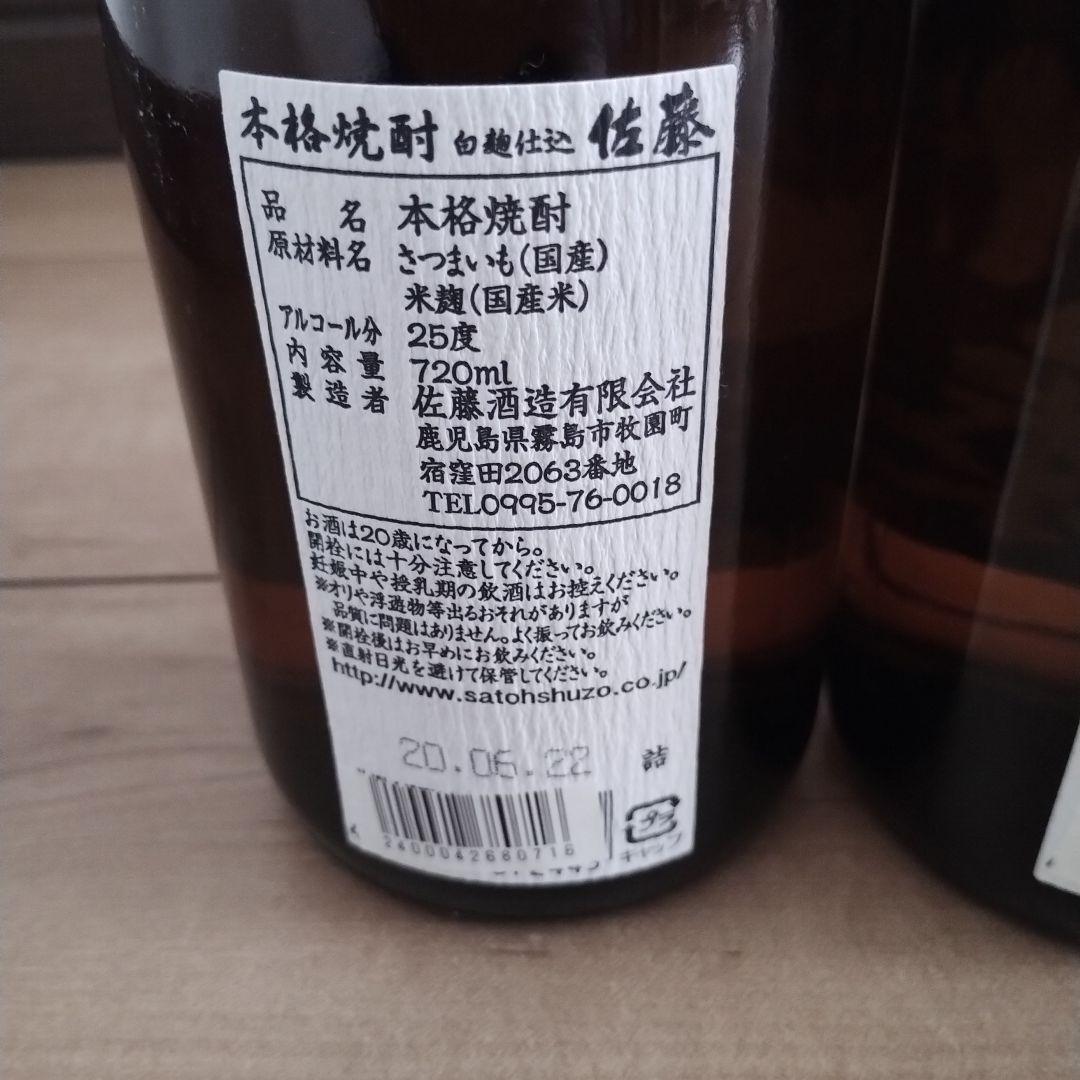 本格焼酎 白麹仕込 佐藤
品名 本格焼酎
原材料名 さつまいも(国産)
米麹(国産米)
アルコール分 25度
内容量 720ml
製造者 佐藤酒造有限会社
鹿児島県霧島市牧園町
宿窪田2063番地
TEL0995-76-0018
お酒は20歳になってから。
開栓には十分注意してください。
妊娠中や授乳期の飲酒はお控えください。
※オリや浮遊物等出るおそれがありますが
品質に問題はありません。よく振ってお飲みください。
※開栓後はお早めにお飲みください。
※直射日光を避けて保管してください。
http://www.satohshuzo.co.jp/
20.06.22 詰
2400042680716
プラ
キャップ